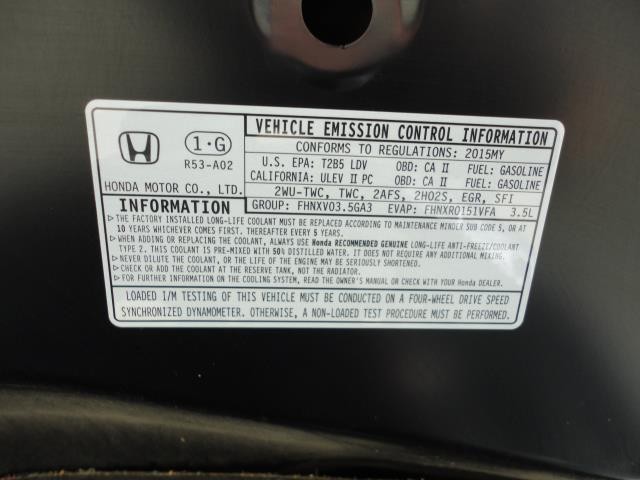 1·G
R53-A02
HONDA MOTOR CO., LTD.
VEHICLE EMISSION CONTROL INFORMATION
CONFORMS TO REGULATIONS: 2015MY
U.S. EPA: T2B5 LDV OBD: CA II FUEL: GASOLINE
CALIFORNIA: ULEV II PC OBD: CA II FUEL: GASOLINE
2WU-TWC, TWC, 2AFS, 2HO2S, EGR, SFI
GROUP: FHNXV03.5GA3 EVAP: FHNXR0151VFA 3.5L
INFORMATION
▷THE FACTORY INSTALLED LONG-LIFE COOLANT MUST BE REPLACED ACCORDING TO MAINTENANCE MINDER SUB CODE 5, OR AT
10 YEARS WHICHEVER COMES FIRST. THEREAFTER EVERY 5 YEARS.
▷WHEN ADDING OR REPLACING THE COOLANT, ALWAYS USE Honda RECOMMENDED GENUINE LONG-LIFE ANTI-FREEZE/COOLANT
TYPE 2. THIS COOLANT IS PRE-MIXED WITH 50% DISTILLED WATER. IT DOES NOT REQUIRE ANY ADDITIONAL MIXING.
▷NEVER DILUTE THE COOLANT, OR LIFE OF THE ENGINE MAY BE SERIOUSLY SHORTENED.
▷CHECK OR ADD THE COOLANT AT THE RESERVE TANK, NOT THE RADIATOR.
▷FOR FURTHER INFORMATION ON THE COOLING SYSTEM, READ THE OWNER'S MANUAL OR CHECK WITH YOUR Honda DEALER.
LOADED I/M TESTING OF THIS VEHICLE MUST BE CONDUCTED ON A FOUR-WHEEL DRIVE SPEED
SYNCHRONIZED DYNAMOMETER. OTHERWISE, A NON-LOADED TEST PROCEDURE MUST BE PERFORMED.